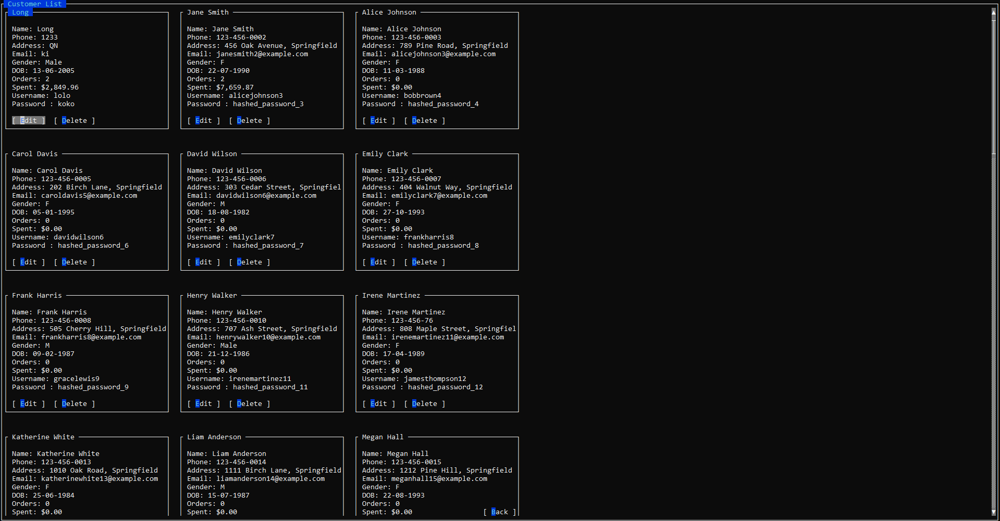 Customer List
Long
Name: Long
Phone: 1233
Address: QN
Email: ki
Gender: Male
DOB: 13-06-2005
Orders: 2
Spent: $2,849.96
Username: lolo
Password : koko
[ Edit ]  [ Delete ]
Jane Smith
Name: Jane Smith
Phone: 123-456-0002
Address: 456 Oak Avenue, Springfield
Email: janesmith2@example.com
Gender: F
DOB: 22-07-1990
Orders: 2
Spent: $7,659.87
Username: alicejohnson3
Password : hashed_password_3
[ Edit ]  [ Delete ]
Alice Johnson
Name: Alice Johnson
Phone: 123-456-0003
Address: 789 Pine Road, Springfield
Email: alicejohnson3@example.com
Gender: F
DOB: 11-03-1988
Orders: 0
Spent: $0.00
Username: bobbrown4
Password : hashed_password_4
[ Edit ]  [ Delete ]
Carol Davis
Name: Carol Davis
Phone: 123-456-0005
Address: 202 Birch Lane, Springfield
Email: caroldavis5@example.com
Gender: F
DOB: 05-01-1995
Orders: 0
Spent: $0.00
Username: davidwilson6
Password : hashed_password_6
[ Edit ]  [ Delete ]
David Wilson
Name: David Wilson
Phone: 123-456-0006
Address: 303 Cedar Street, Springfiel
Email: davidwilson6@example.com
Gender: M
DOB: 18-08-1982
Orders: 0
Spent: $0.00
Username: emilyclark7
Password : hashed_password_7
[ Edit ]  [ Delete ]
Emily Clark
Name: Emily Clark
Phone: 123-456-0007
Address: 404 Walnut Way, Springfield
Email: emilyclark7@example.com
Gender: F
DOB: 27-10-1993
Orders: 0
Spent: $0.00
Username: frankharris8
Password : hashed_password_8
[ Edit ]  [ Delete ]
Frank Harris
Name: Frank Harris
Phone: 123-456-0008
Address: 505 Cherry Hill, Springfield
Email: frankharris8@example.com
Gender: M
DOB: 09-02-1987
Orders: 0
Spent: $0.00
Username: gracelewis9
Password : hashed_password_9
[ Edit ]  [ Delete ]
Henry Walker
Name: Henry Walker
Phone: 123-456-0010
Address: 707 Ash Street, Springfield
Email: henrywalker10@example.com
Gender: Male
DOB: 21-12-1986
Orders: 0
Spent: $0.00
Username: irenemartinez11
Password : hashed_password_11
[ Edit ]  [ Delete ]
Irene Martinez
Name: Irene Martinez
Phone: 123-456-76
Address: 808 Maple Street, Springfiel
Email: irenemartinez11@example.com
Gender: F
DOB: 17-04-1989
Orders: 0
Spent: $0.00
Username: jamesthompson12
Password : hashed_password_12
[ Edit ]  [ Delete ]
Katherine White
Name: Katherine White
Phone: 123-456-0013
Address: 1010 Oak Road, Springfield
Email: katherinewhite13@example.com
Gender: F
DOB: 25-06-1984
Orders: 0
Spent: $0.00
Liam Anderson
Name: Liam Anderson
Phone: 123-456-0014
Address: 1111 Birch Lane, Springfield
Email: liamanderson14@example.com
Gender: M
DOB: 15-07-1987
Orders: 0
Spent: $0.00
Megan Hall
Name: Megan Hall
Phone: 123-456-0015
Address: 1212 Pine Hill, Springfield
Email: meganhall15@example.com
Gender: F
DOB: 22-08-1993
Orders: 0
Spent: $0.00
[ Back ]